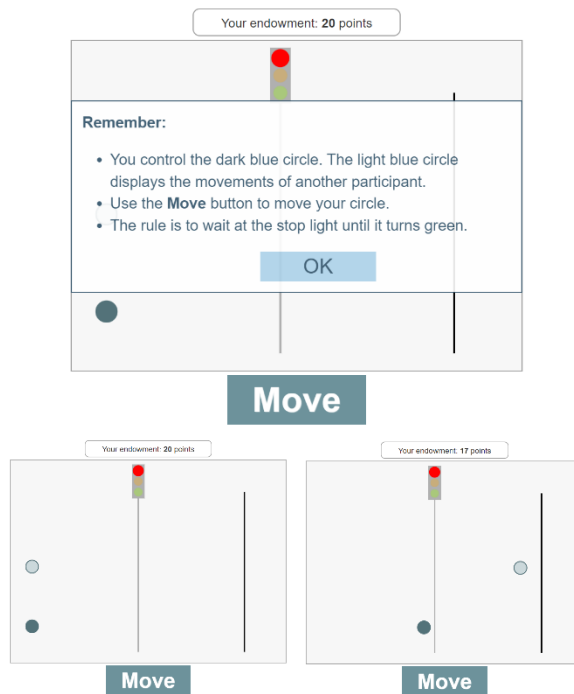 Your endowment: 20 points
Remember:
• You control the dark blue circle. The light blue circle
displays the movements of another participant.
• Use the Move button to move your circle.
• The rule is to wait at the stop light until it turns green.
OK
Move
Your endowment: 20 points
Move
Your endowment: 17 points
Move